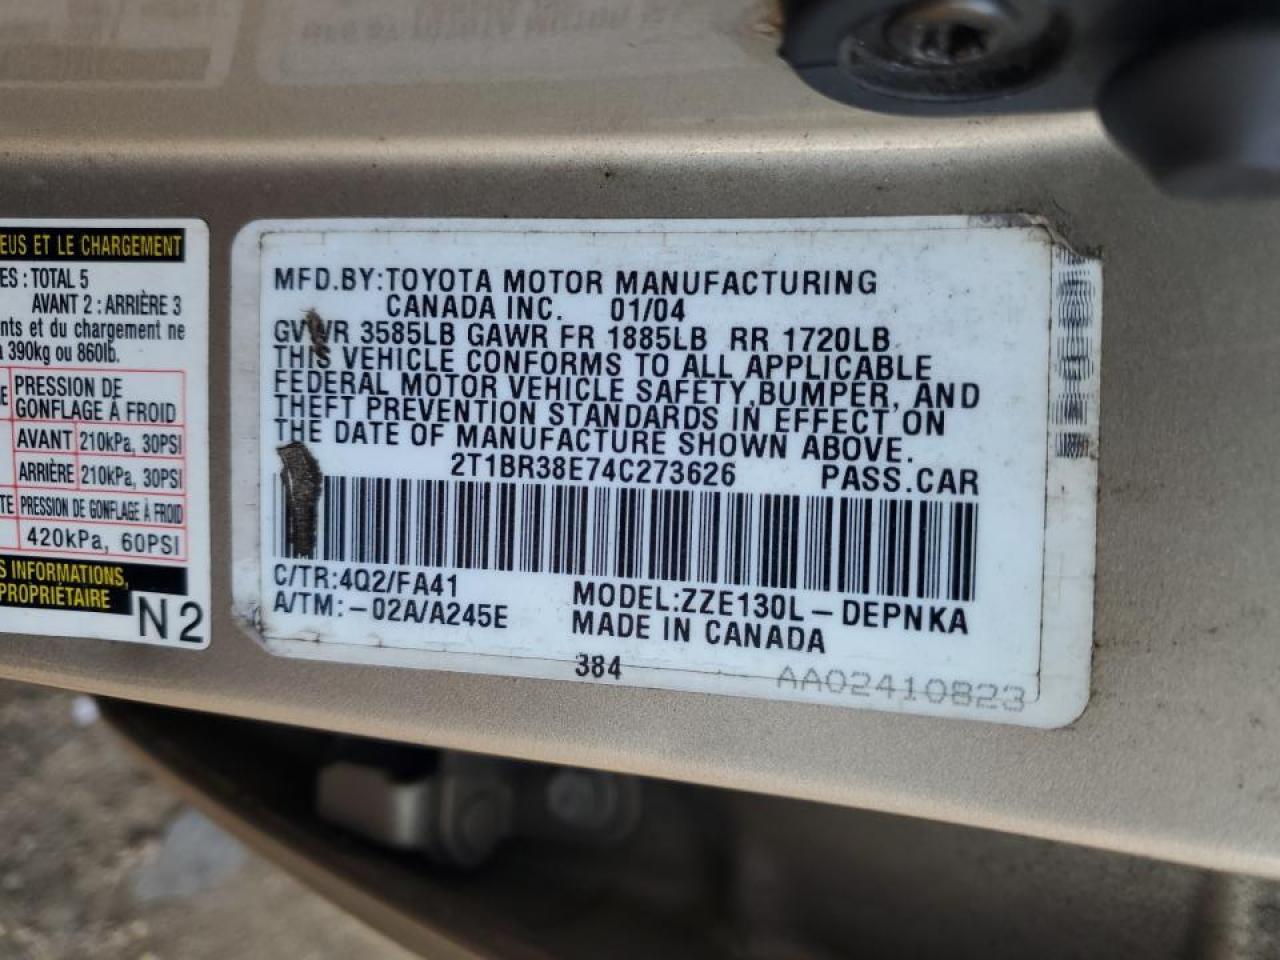 EUS ET LE CHARGEMENT
ES : TOTAL 5
AVANT 2 : ARRIÈRE 3
nts et du chargement ne
a 390kg ou 860lb.
PRESSION DE
GONFLAGE À FROID
AVANT 210kPa, 30PSI
ARRIÈRE 210kPa, 30PSI
TE PRESSION DE GONFLAGE À FROID
420kPa, 60PSI
S INFORMATIONS,
PROPRIÉTAIRE
N2
MFD.BY:TOYOTA MOTOR MANUFACTURING
CANADA INC. 01/04
GVWR 3585LB GAWR FR 1885LB RR 1720LB
THIS VEHICLE CONFORMS TO ALL APPLICABLE
FEDERAL MOTOR VEHICLE SAFETY,BUMPER, AND
THEFT PREVENTION STANDARDS IN EFFECT ON
THE DATE OF MANUFACTURE SHOWN ABOVE.
2T1BR38E74C273626 PASS.CAR
C/TR:4Q2/FA41 MODEL:ZZE130L-DEPNKA
A/TM:-02A/A245E MADE IN CANADA
384
AA02410823